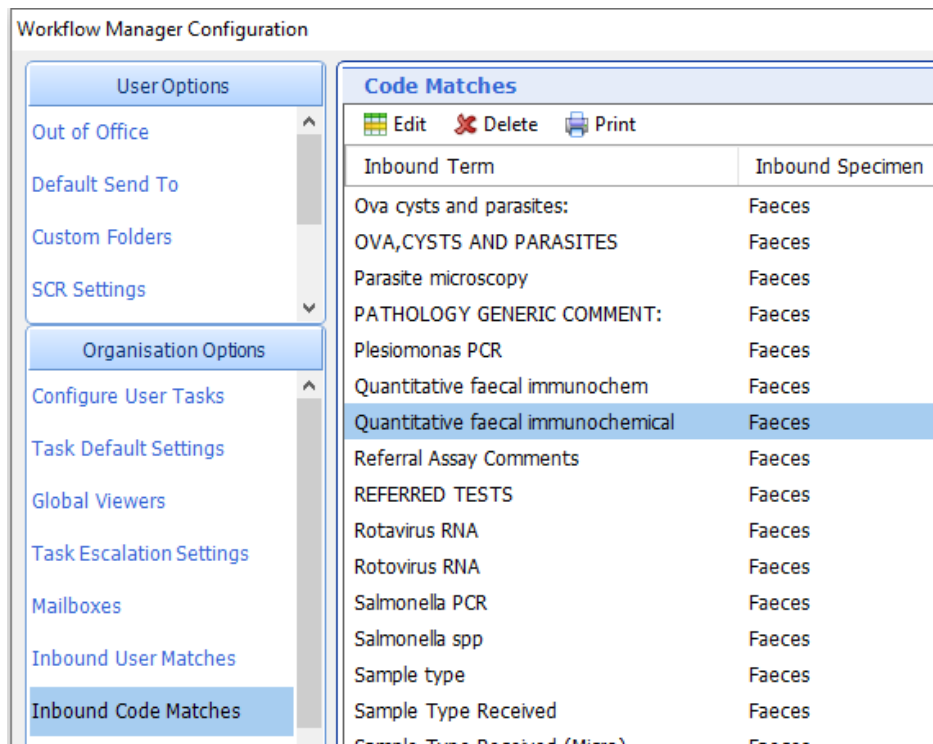 Workflow Manager Configuration
User Options
Out of Office
Default Send To
Custom Folders
SCR Settings
Organisation Options
Configure User Tasks
Task Default Settings
Global Viewers
Task Escalation Settings
Mailboxes
Inbound User Matches
Inbound Code Matches
Code Matches
Edit Delete Print
Inbound Term Inbound Specimen
Ova cysts and parasites: Faeces
OVA,CYSTS AND PARASITES Faeces
Parasite microscopy Faeces
PATHOLOGY GENERIC COMMENT: Faeces
Plesiomonas PCR Faeces
Quantitative faecal immunochem Faeces
Quantitative faecal immunochemical Faeces
Referral Assay Comments Faeces
REFERRED TESTS Faeces
Rotavirus RNA Faeces
Rotovirus RNA Faeces
Salmonella PCR Faeces
Salmonella spp Faeces
Sample type Faeces
Sample Type Received Faeces
Sample Type Received (Micro) Faeces